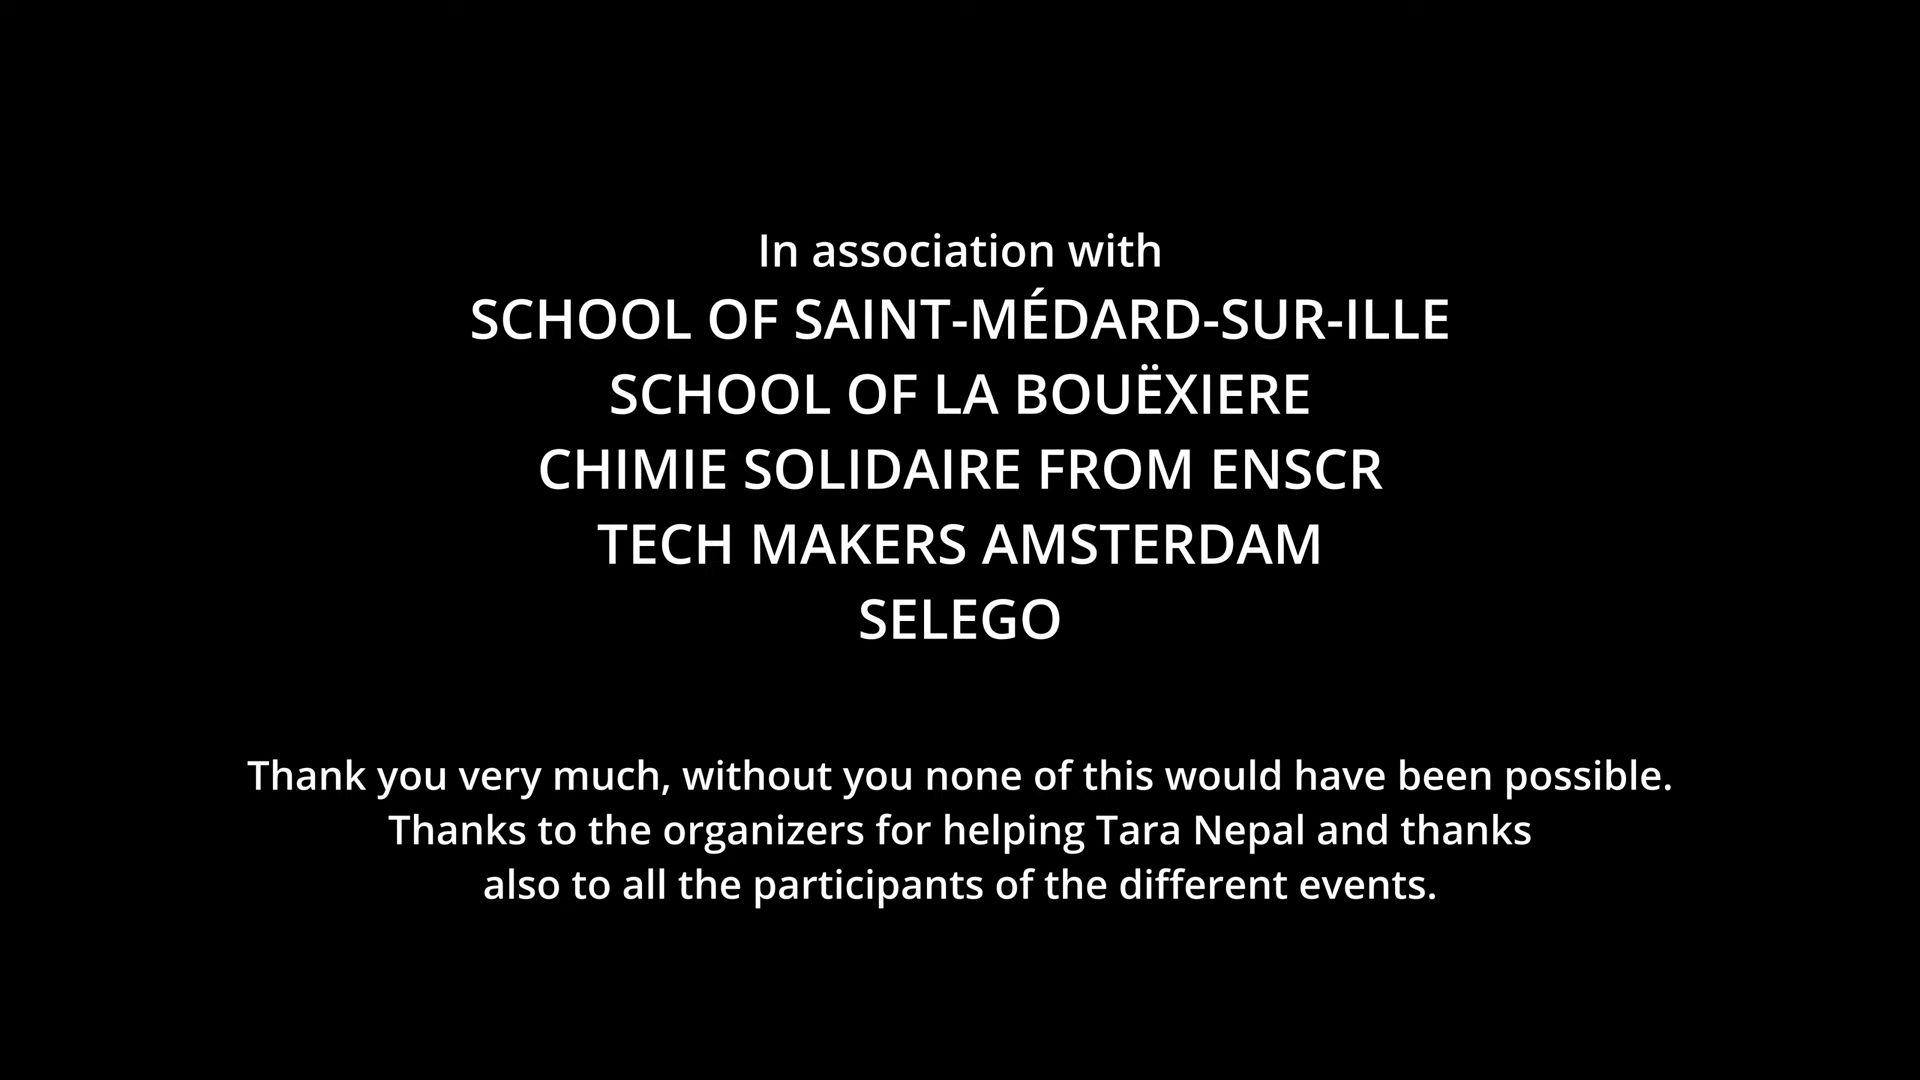 In association with
SCHOOL OF SAINT-MÉDARD-SUR-ILLE
SCHOOL OF LA BOUËXIERE
CHIMIE SOLIDAIRE FROM ENSCR
TECH MAKERS AMSTERDAM
SELEGO
Thank you very much, without you none of this would have been possible.
Thanks to the organizers for helping Tara Nepal and thanks
also to all the participants of the different events.